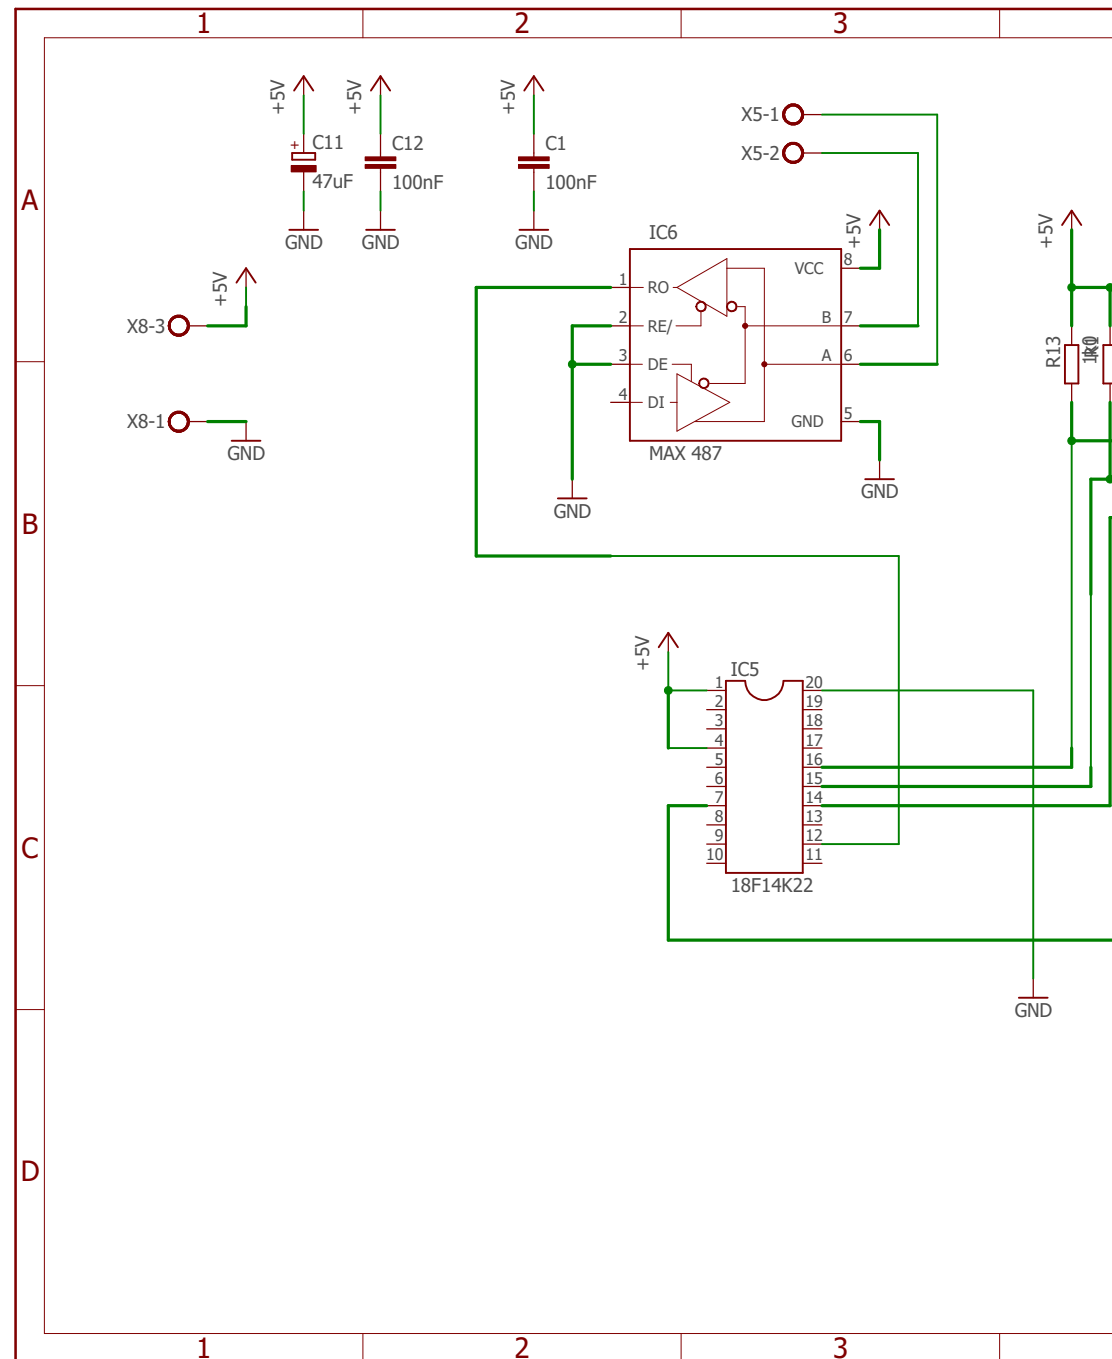 1 2 3
A
B
C
D
+5V +5V +5V
C11 C12 C1
+
47uF 100nF 100nF
GND GND GND
X5-1
X5-2
+5V
X8-3
X8-1
GND
IC6
1 RO
2 RE/
3 DE
4 DI
VCC 8
B 7
A 6
GND 5
MAX 487
+5V
GND
GND
+5V
R13
+5V
IC5
1 20
2 19
3 18
4 17
5 16
6 15
7 14
8 13
9 12
10 11
18F14K22
GND
1 2 3